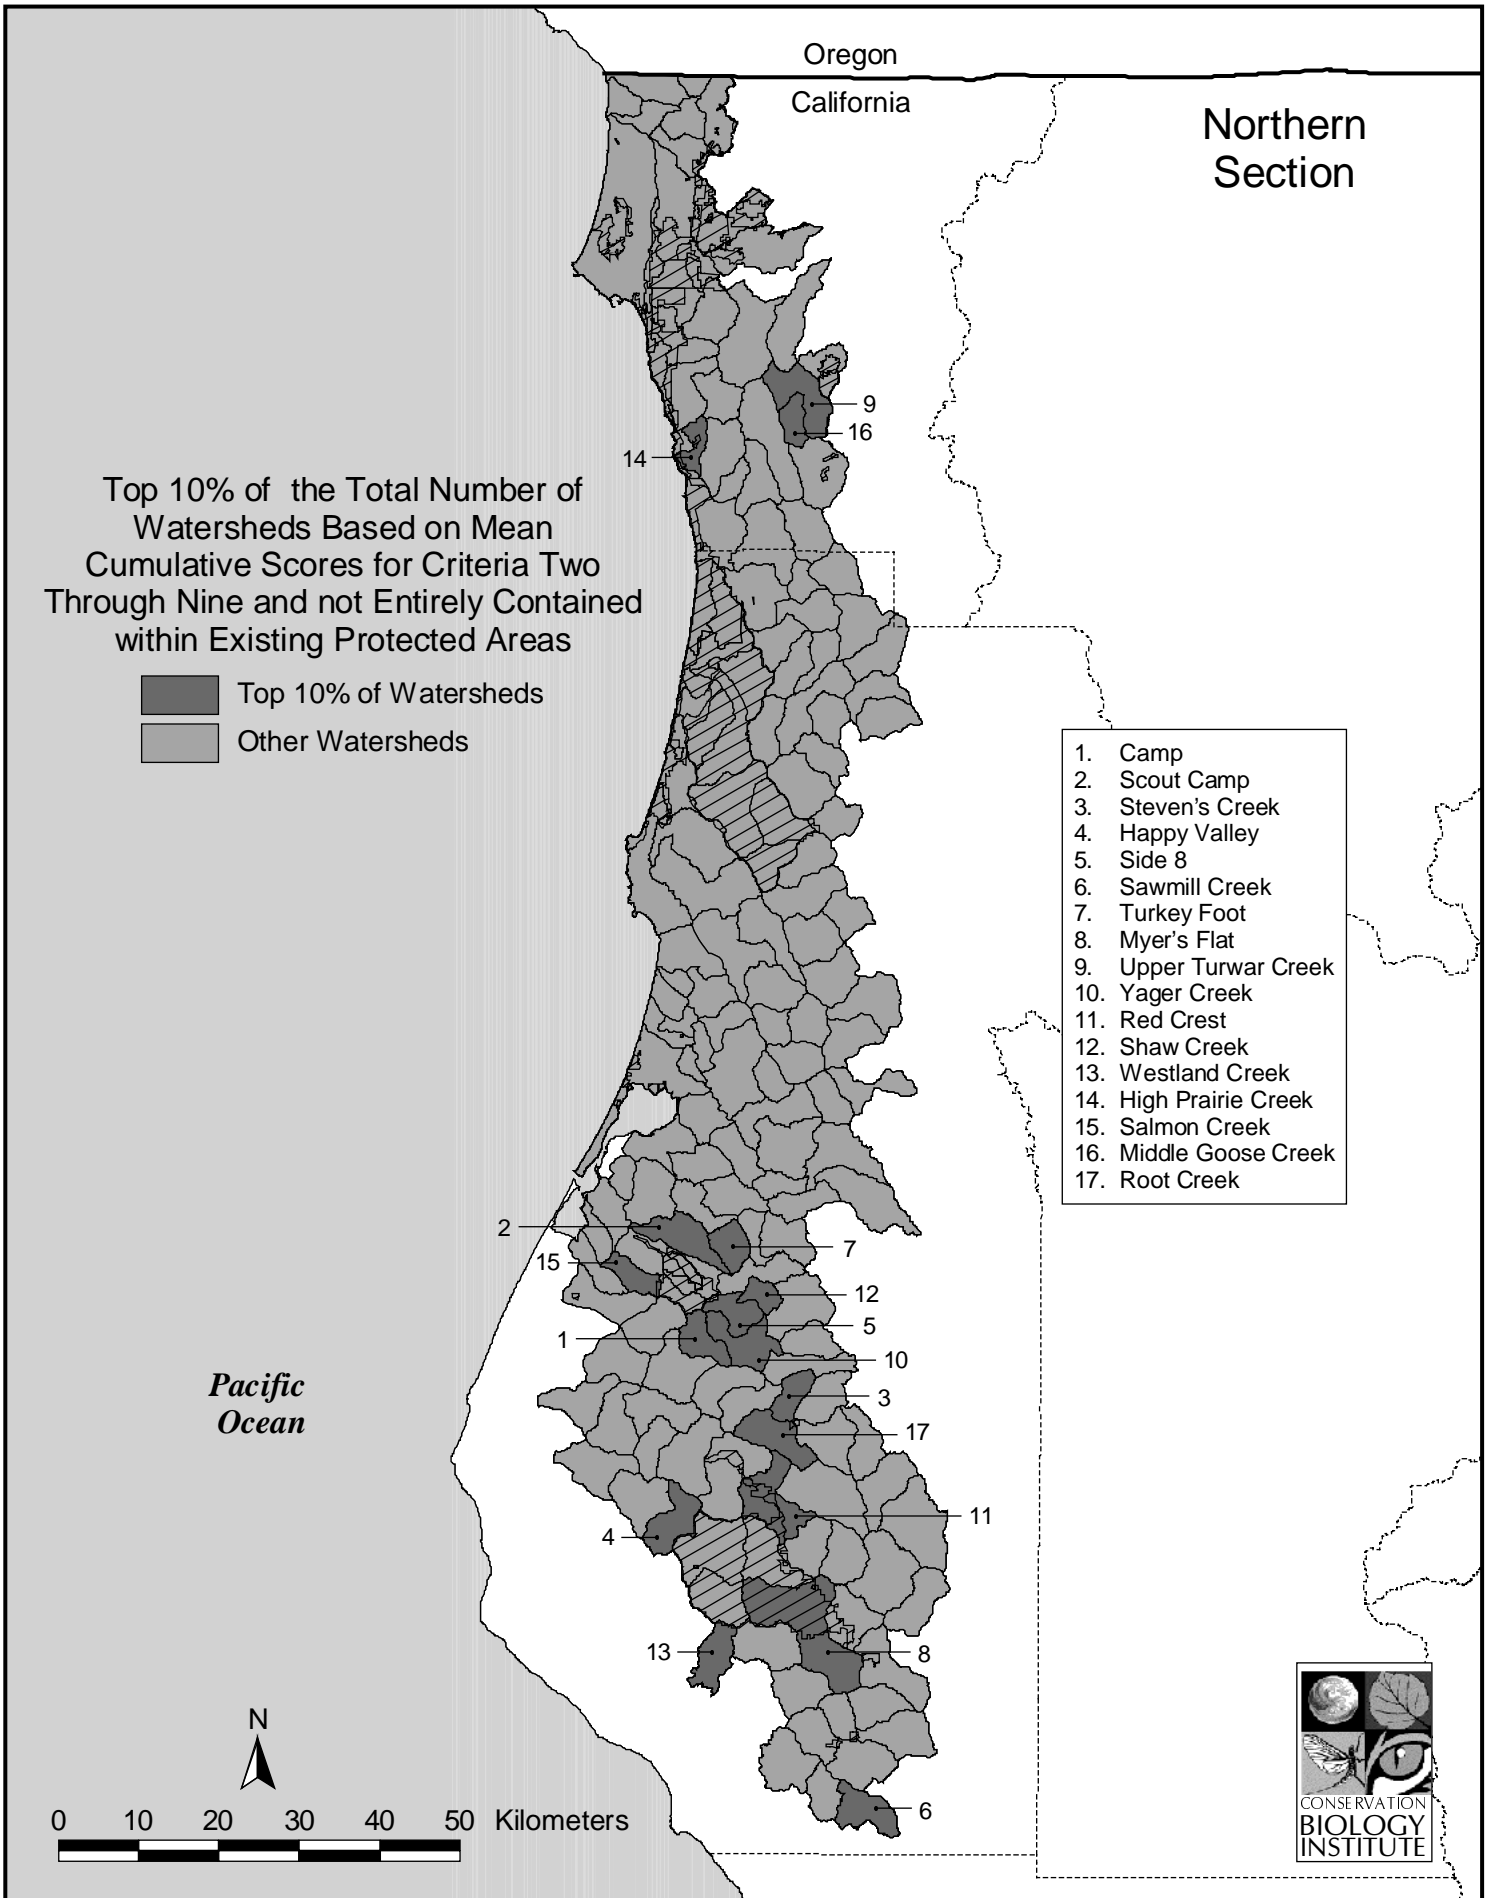 Oregon
California
Northern
Section
9
16
14
Top 10% of the Total Number of
Watersheds Based on Mean
Cumulative Scores for Criteria Two
Through Nine and not Entirely Contained
within Existing Protected Areas
Top 10% of Watersheds
Other Watersheds
1. Camp
2. Scout Camp
3. Steven's Creek
4. Happy Valley
5. Side 8
6. Sawmill Creek
7. Turkey Foot
8. Myer's Flat
9. Upper Turwar Creek
10. Yager Creek
11. Red Crest
12. Shaw Creek
13. Westland Creek
14. High Prairie Creek
15. Salmon Creek
16. Middle Goose Creek
17. Root Creek
2
7
15
12
5
1
10
Pacific
Ocean
3
17
11
4
13
8
N
6
0 10 20 30 40 50 Kilometers
CONSERVATION
BIOLOGY
INSTITUTE